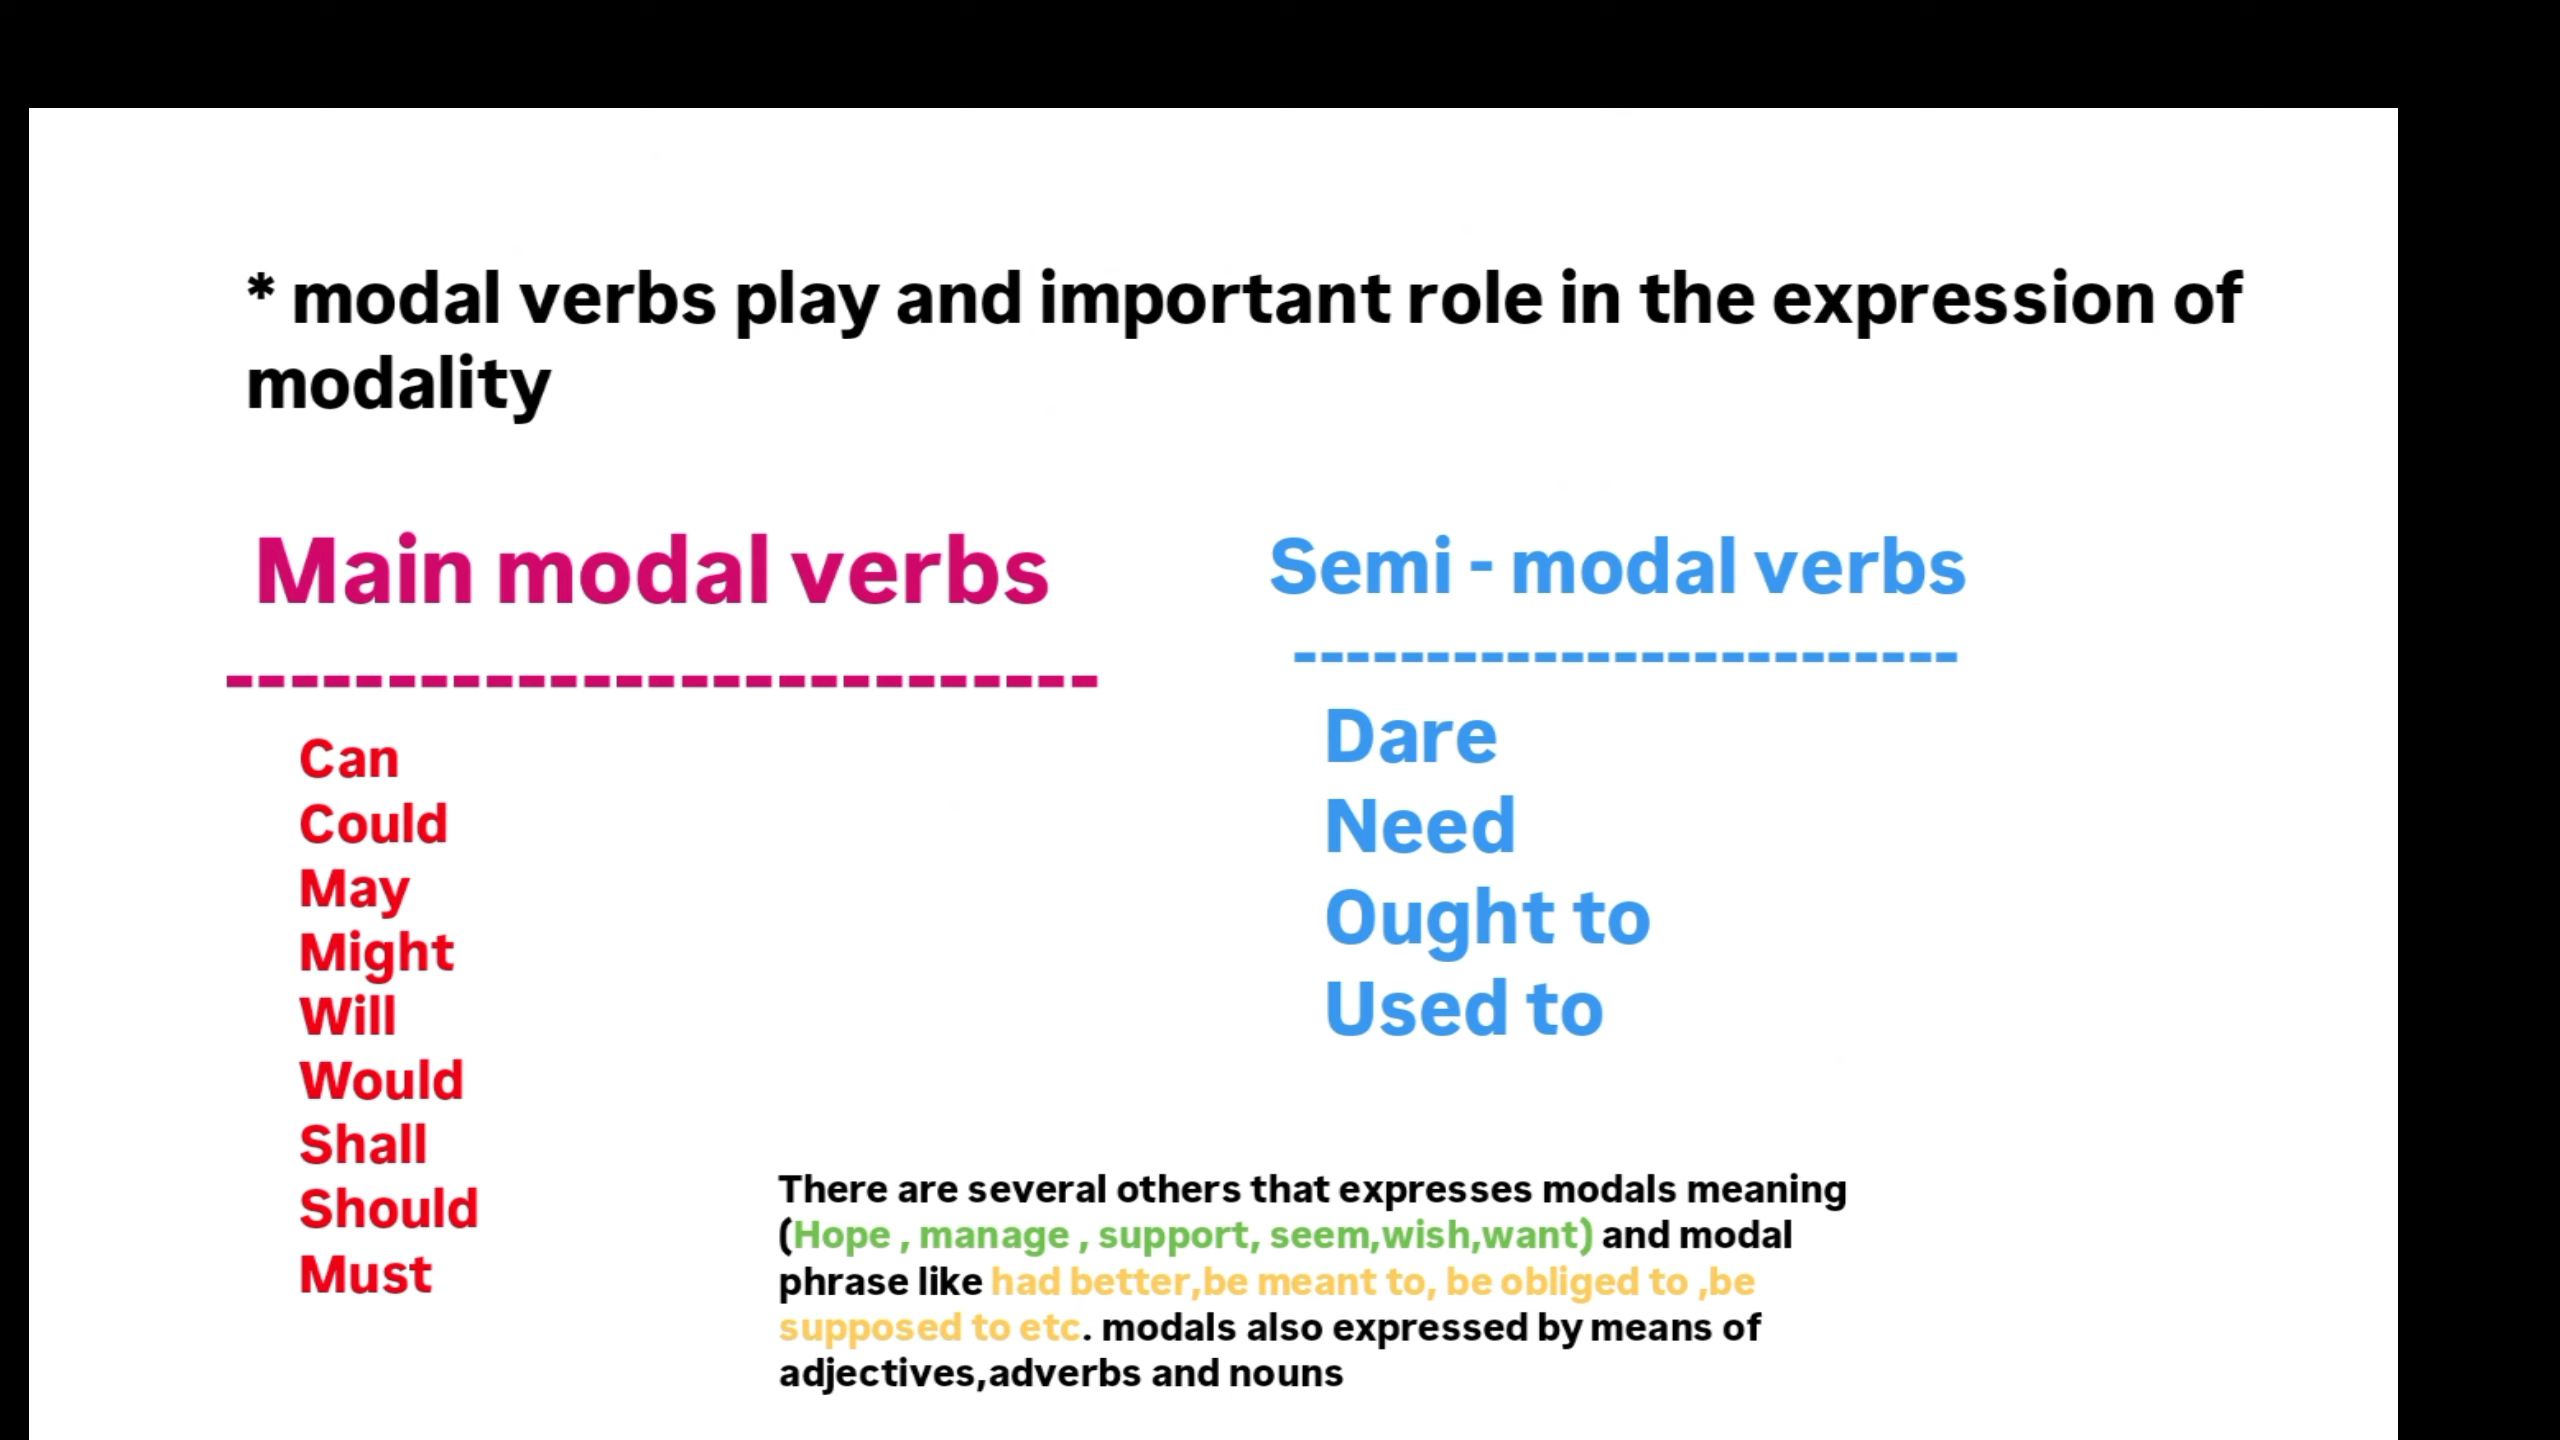 * modal verbs play and important role in the expression of
modality
Main modal verbs
----------------------------
Can
Could
May
Might
Will
Would
Shall
Should
Must
Semi - modal verbs
-------------------------
Dare
Need
Ought to
Used to
There are several others that expresses modals meaning
(Hope , manage , support, seem,wish,want) and modal
phrase like had better,be meant to, be obliged to ,be
supposed to etc. modals also expressed by means of
adjectives,adverbs and nouns